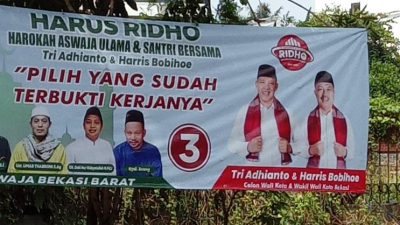 HARUS RIDHO
HAROKAH ASWAJA ULAMA & SANTRI BERSAMA
Tri Adhianto & Harris Bobihoe
"PILIH YANG SUDAH
TERBUKTI KERJANYA"
RIDHO
3
Tri Adhianto & Harris Bobihoe
Calon Wali Kota & Wakil Wali Kota Bekasi
WAJA BEKASI BARAT